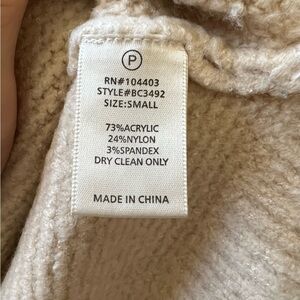 P
RN#104403
STYLE#BC3492
SIZE:SMALL
73%ACRYLIC
24%NYLON
3%SPANDEX
DRY CLEAN ONLY
MADE IN CHINA